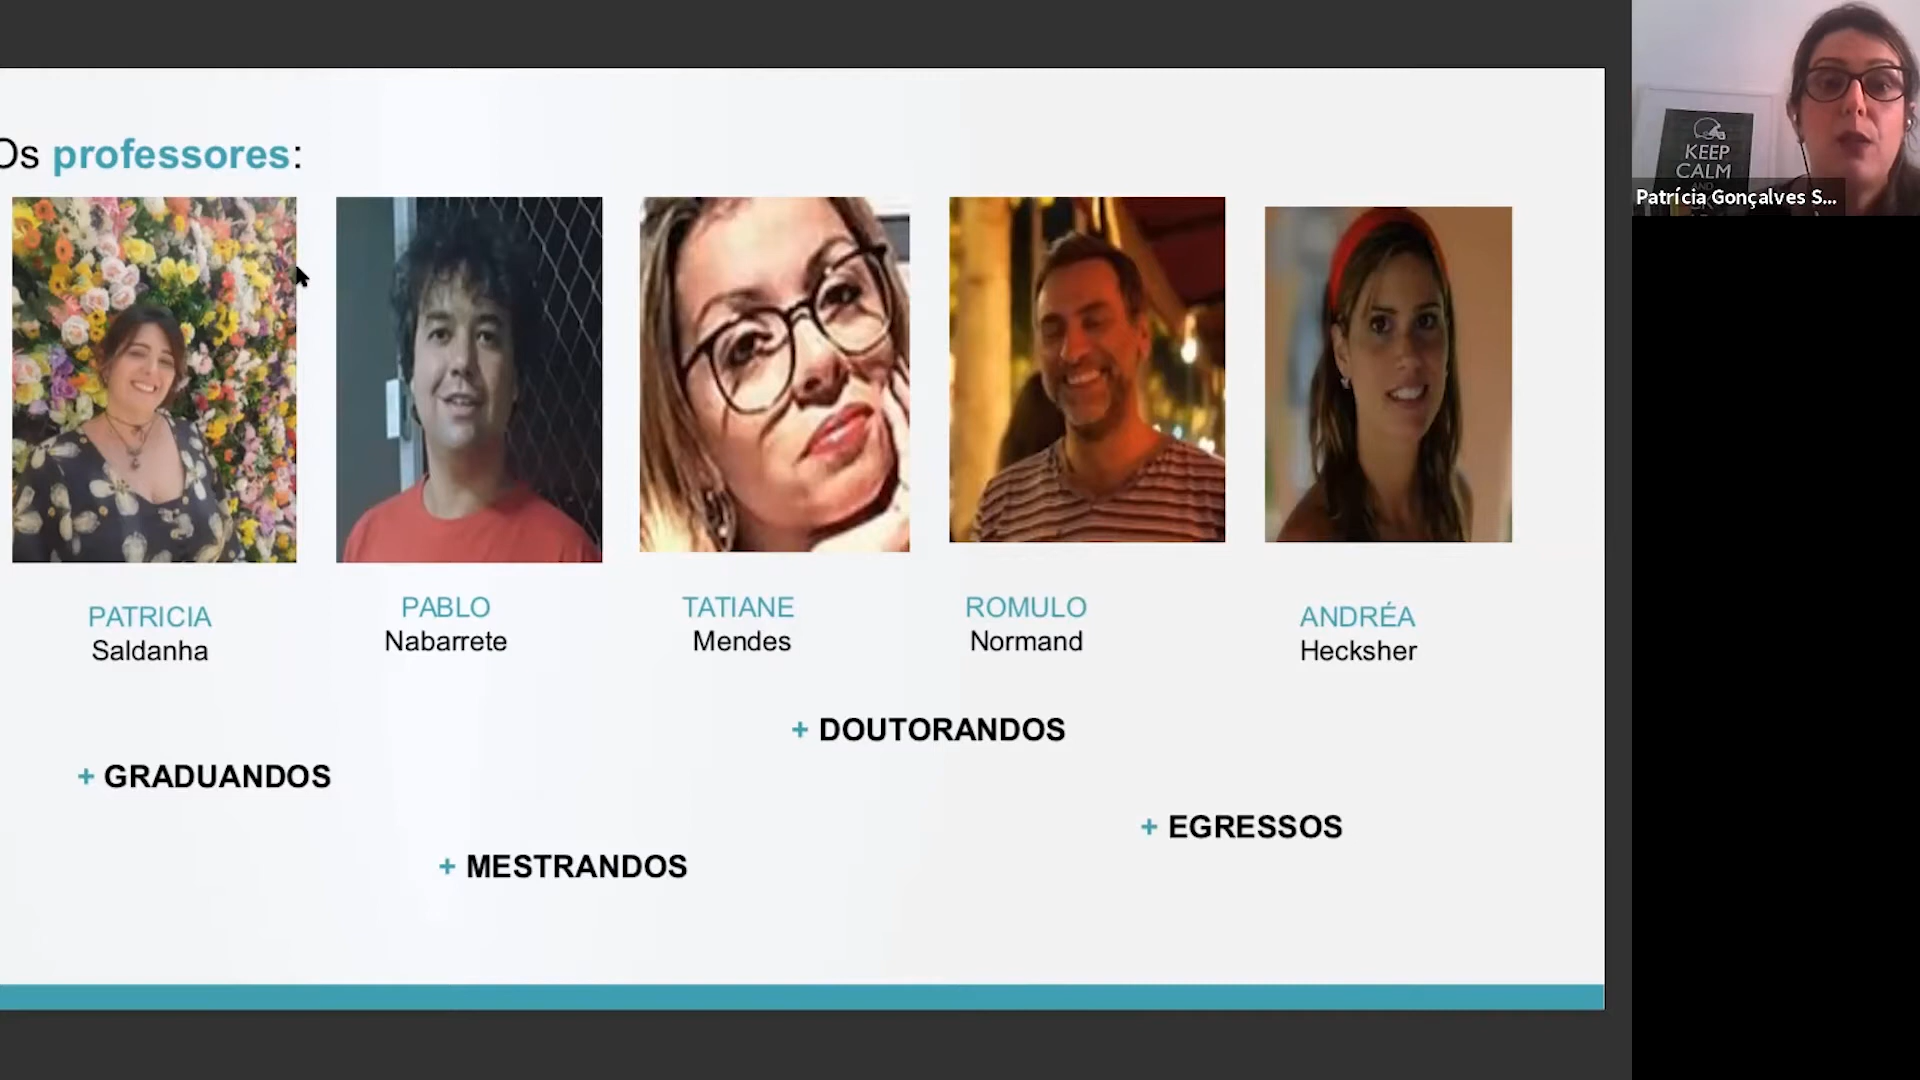 Os professores:
PATRICIA
Saldanha
PABLO
Nabarrete
TATIANE
Mendes
ROMULO
Normand
ANDRÉA
Hecksher
+ DOUTORANDOS
+ GRADUANDOS
+ EGRESSOS
+ MESTRANDOS
KEEP
CALM
Patrícia Gonçalves S...